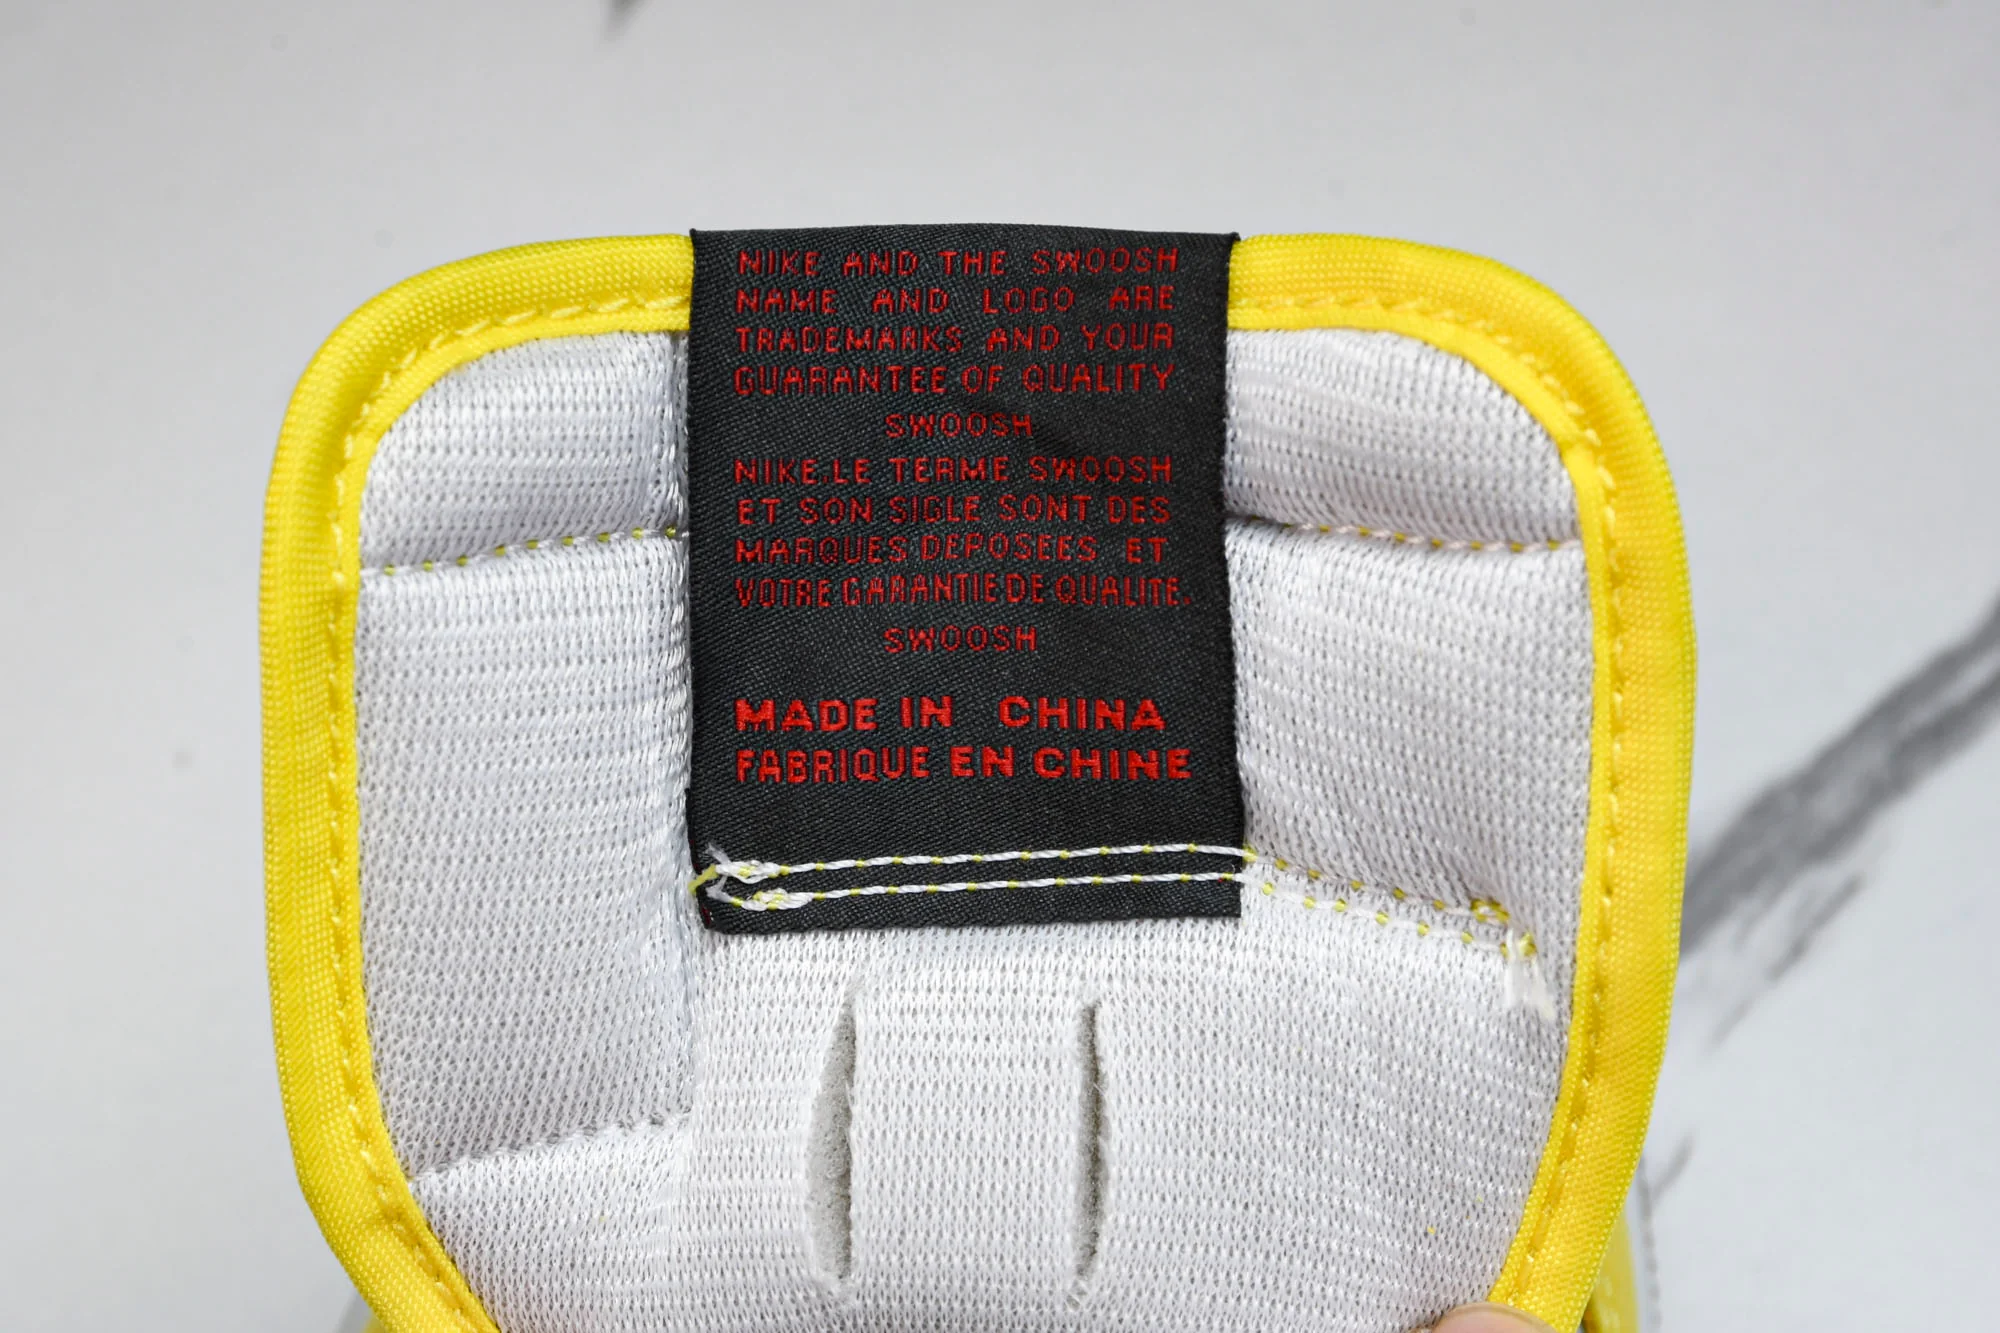 NIKE AND THE SWOOSH
NAME AND LOGO ARE
TRADEMARKS AND YOUR
GUARANTEE OF QUALITY
SWOOSH
NIKE.LE TERME SWOOSH
ET SON SIGLE SONT DES
MARQUES DEPOSEES ET
VOTRE GARANTIE DE QUALITE.
SWOOSH
MADE IN CHINA
FABRIQUE EN CHINE